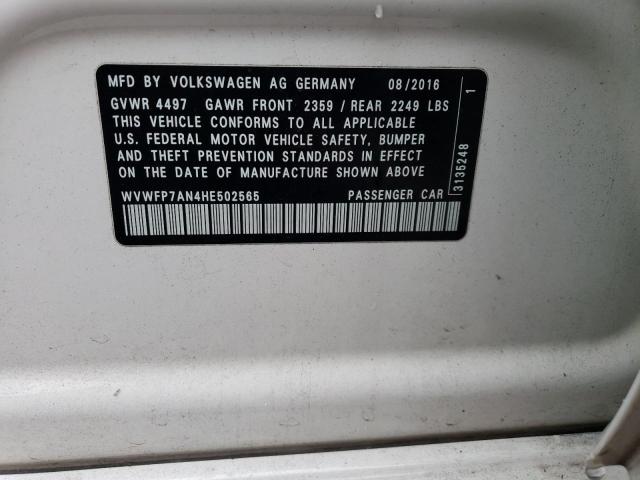 MFD BY VOLKSWAGEN AG GERMANY 08/2016
GVWR 4497 GAWR FRONT 2359 / REAR 2249 LBS
THIS VEHICLE CONFORMS TO ALL APPLICABLE
U.S. FEDERAL MOTOR VEHICLE SAFETY, BUMPER
AND THEFT PREVENTION STANDARDS IN EFFECT
ON THE DATE OF MANUFACTURE SHOWN ABOVE
WVWFP7AN4HE502565 PASSENGER CAR
3135248 1